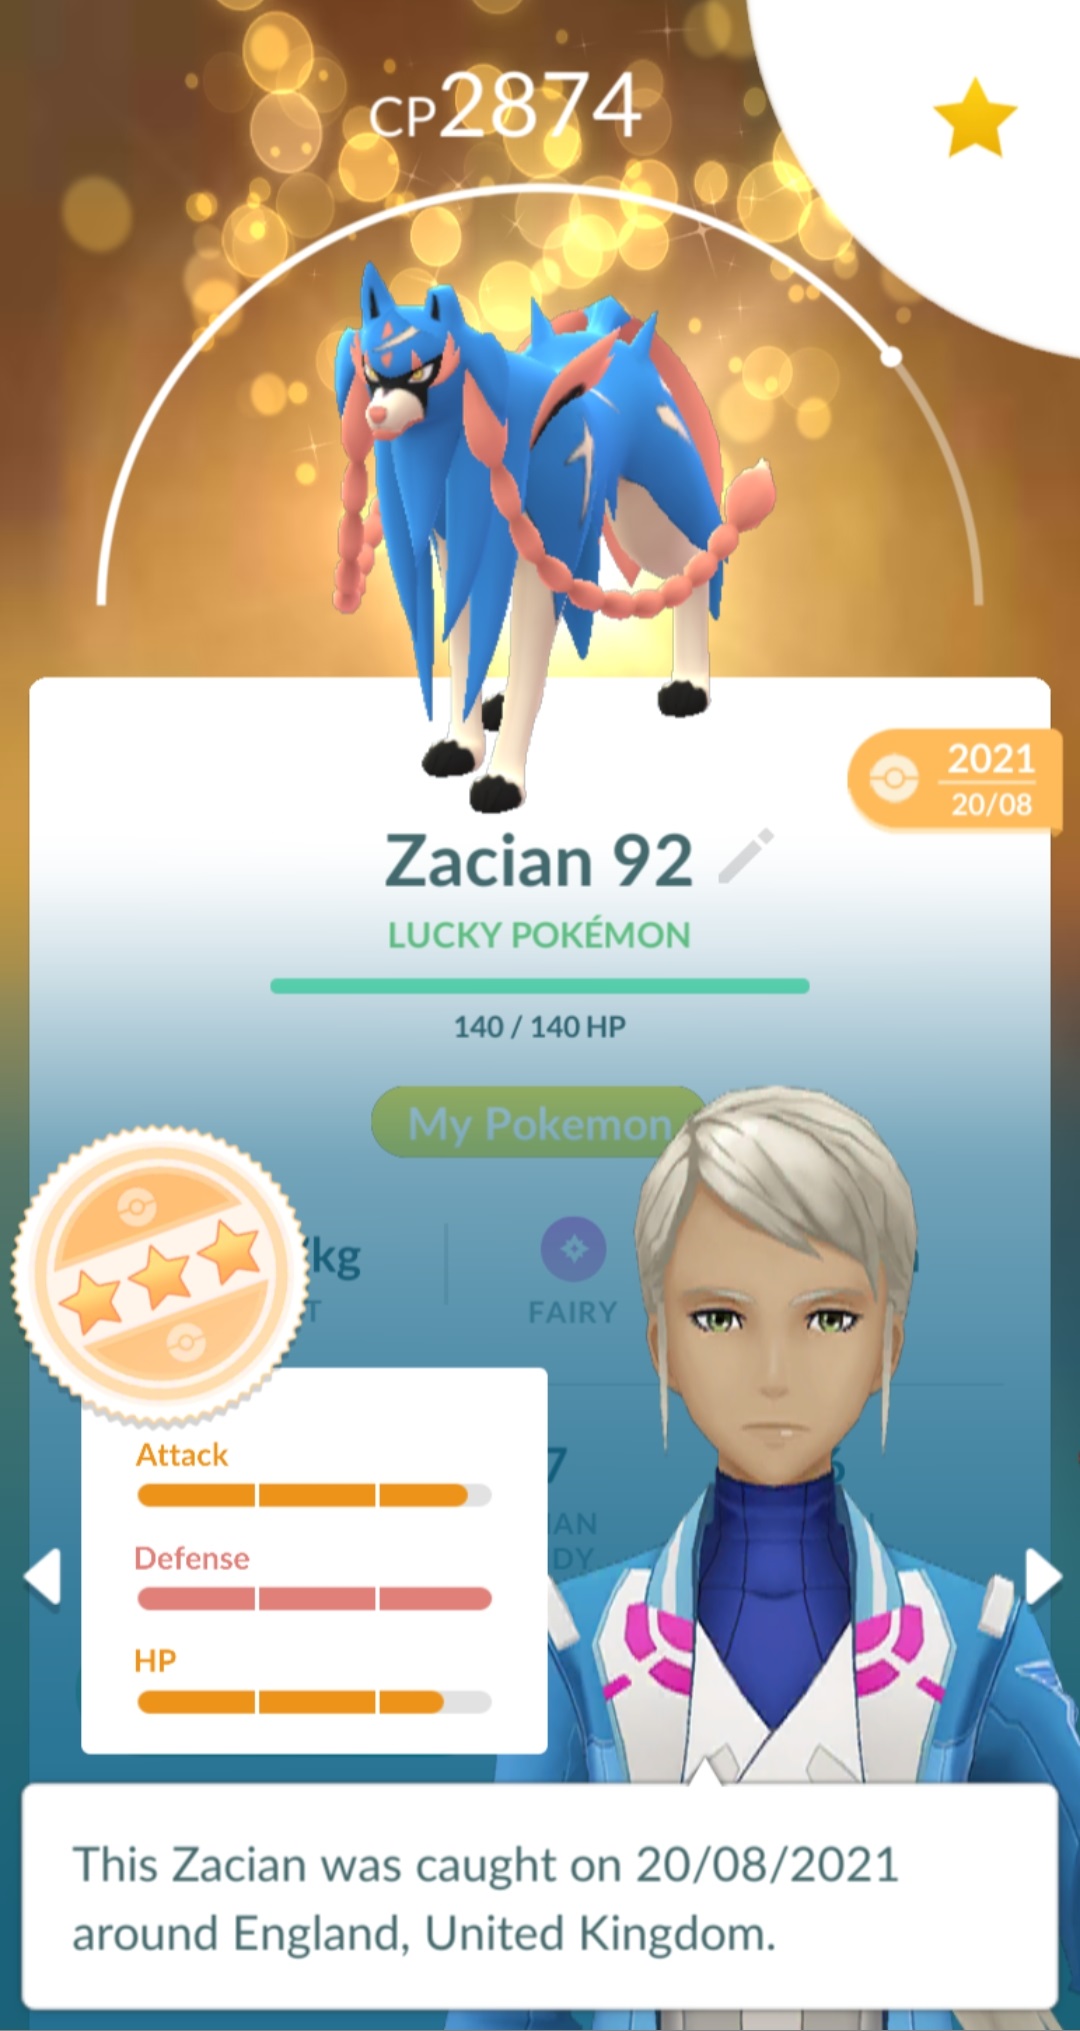 CP2874
2021
20/08
Zacian 92
LUCKY POKÉMON
140 / 140 HP
My Pokemon
kg
FAIRY
Attack
Defense
HP
This Zacian was caught on 20/08/2021
around England, United Kingdom.